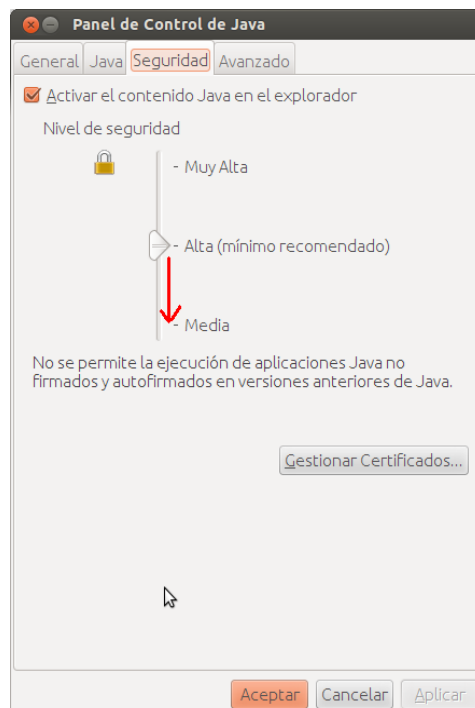 Panel de Control de Java
General Java Seguridad Avanzado
Activar el contenido Java en el explorador
Nivel de seguridad
- Muy Alta
- Alta (mínimo recomendado)
- Media
No se permite la ejecución de aplicaciones Java no
firmados y autofirmados en versiones anteriores de Java.
Gestionar Certificados...
Aceptar Cancelar Aplicar